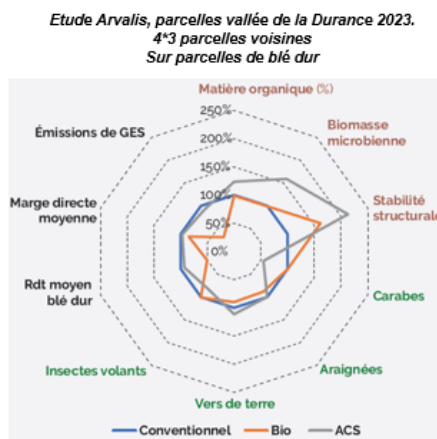 Etude Arvalis, parcelles vallée de la Durance 2023.
4*3 parcelles voisines
Sur parcelles de blé dur
Matière organique (%)
250%
200%
150%
100%
50%
0%
Biomasse
microbienne
Stabilité
structurale
Carabes
Araignées
Vers de terre
Insectes volants
Rdt moyen
blé dur
Marge directe
moyenne
Émissions de GES
Conventionnel
Bio
ACS